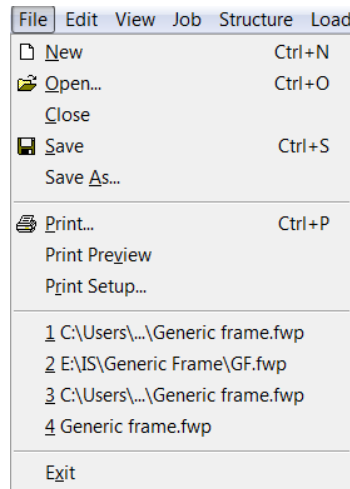 File Edit View Job Structure Load
New Ctrl+N
Open... Ctrl+O
Close
Save Ctrl+S
Save As...
Print... Ctrl+P
Print Preview
Print Setup...
1 C:\Users\...\Generic frame.fwp
2 E:\IS\Generic Frame\GF.fwp
3 C:\Users\...\Generic frame.fwp
4 Generic frame.fwp
Exit